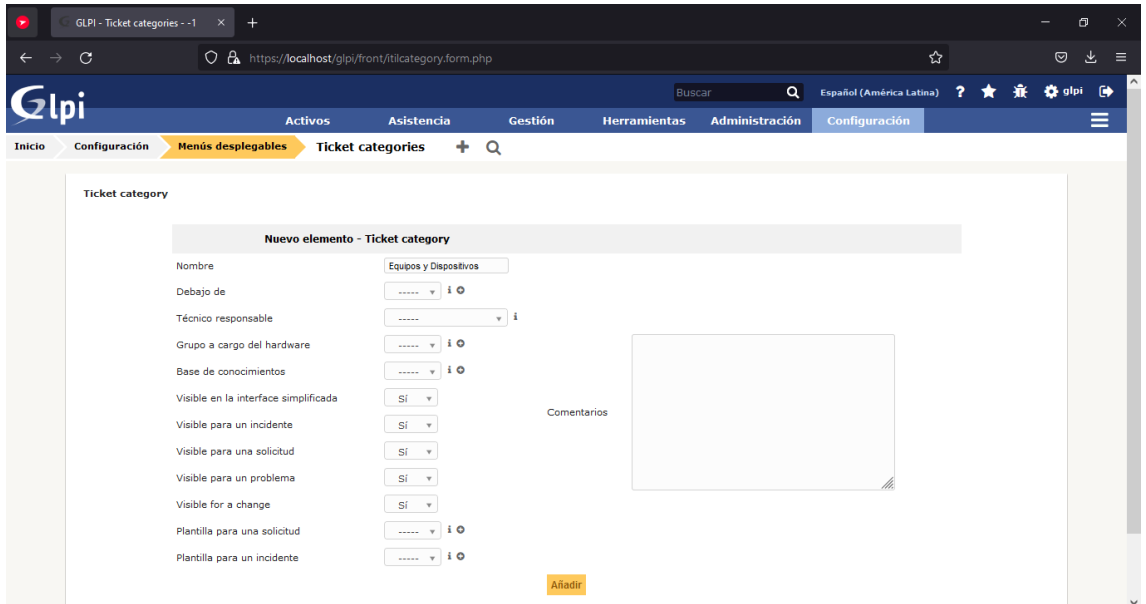 GLPI - Ticket categories - -1
https://localhost/glpi/front/itilcategory.form.php
Glpi
Buscar Español (América Latina) ? glpi
Activos Asistencia Gestión Herramientas Administración Configuración
Inicio Configuración Menús desplegables Ticket categories
Ticket category
Nuevo elemento - Ticket category
Nombre Equipos y Dispositivos
Debajo de -----
Técnico responsable -----
Grupo a cargo del hardware -----
Base de conocimientos -----
Visible en la interface simplificada Sí
Comentarios
Visible para un incidente Sí
Visible para una solicitud Sí
Visible para un problema Sí
Visible for a change Sí
Plantilla para una solicitud -----
Plantilla para un incidente -----
Añadir